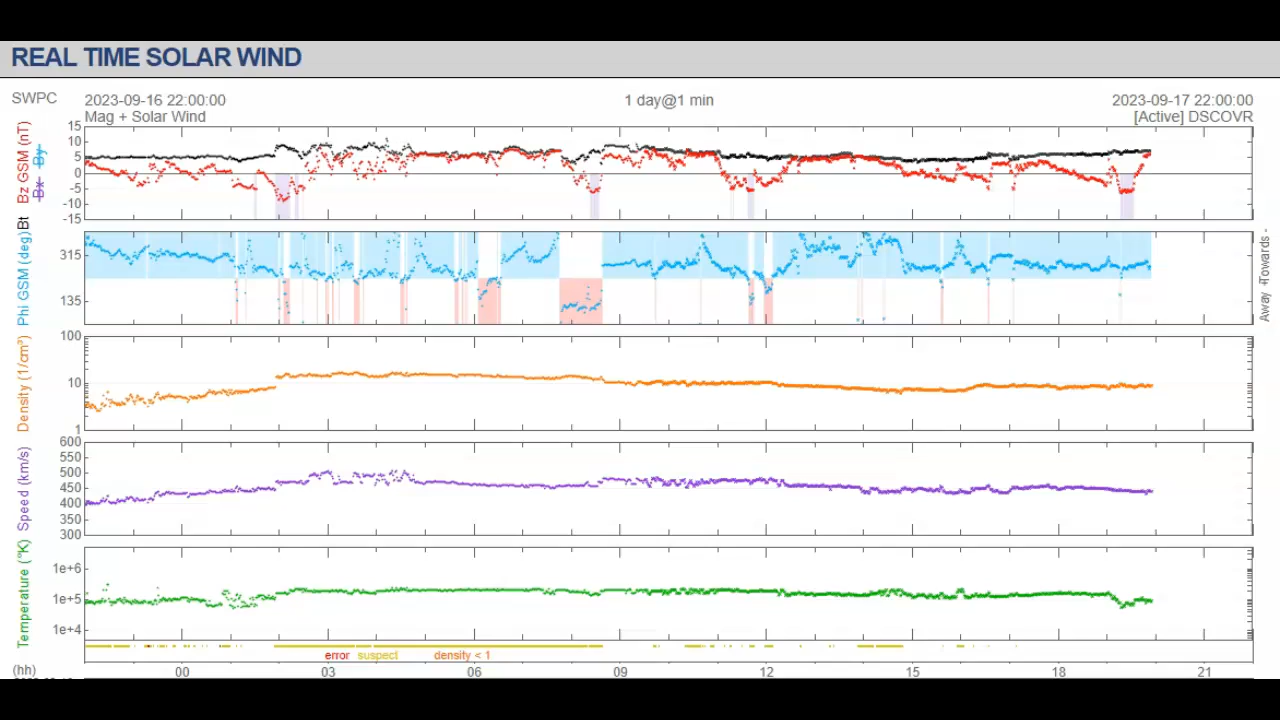 REAL TIME SOLAR WIND
SWPC
2023-09-16 22:00:00
1 day@1 min
2023-09-17 22:00:00
Mag + Solar Wind
[Active] DSCOVR
Bt Bz GSM (nT)
Bx By
15
10
5
0
-5
-10
-15
Phi GSM (deg)
315
135
Away + Towards -
Density (1/cm³)
100
10
1
Speed (km/s)
600
550
500
450
400
350
300
Temperature (°K)
1e+6
1e+5
1e+4
error suspect density < 1
(hh) 00 03 06 09 12 15 18 21